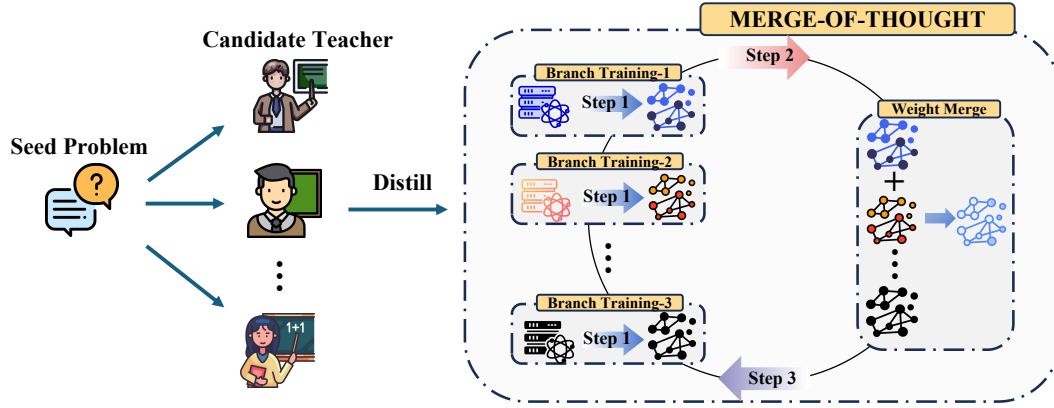 MERGE-OF-THOUGHT
Candidate Teacher
Step 2
Branch Training-1
Step 1
Weight Merge
Seed Problem
?
Branch Training-2
Distill
Step 1
+
1+1
Branch Training-3
Step 1
Step 3